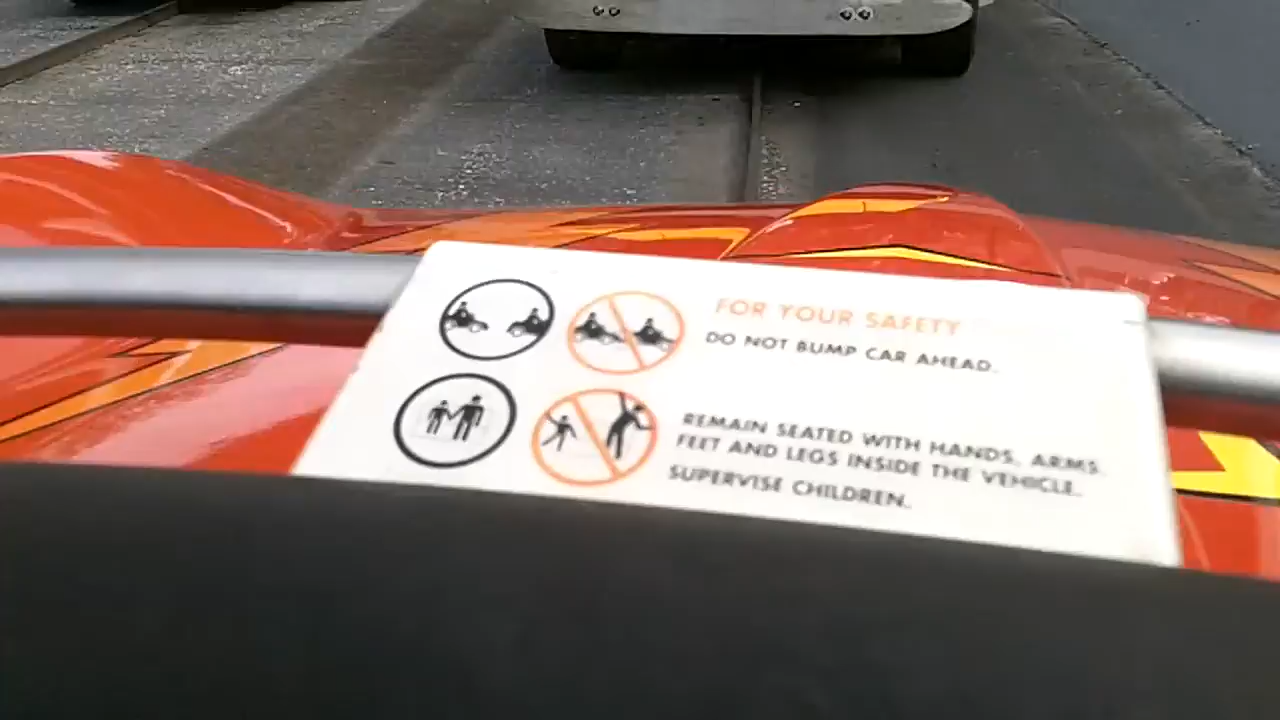 FOR YOUR SAFETY
DO NOT BUMP CAR AHEAD.
REMAIN SEATED WITH HANDS, ARMS
FEET AND LEGS INSIDE THE VEHICLE.
SUPERVISE CHILDREN.